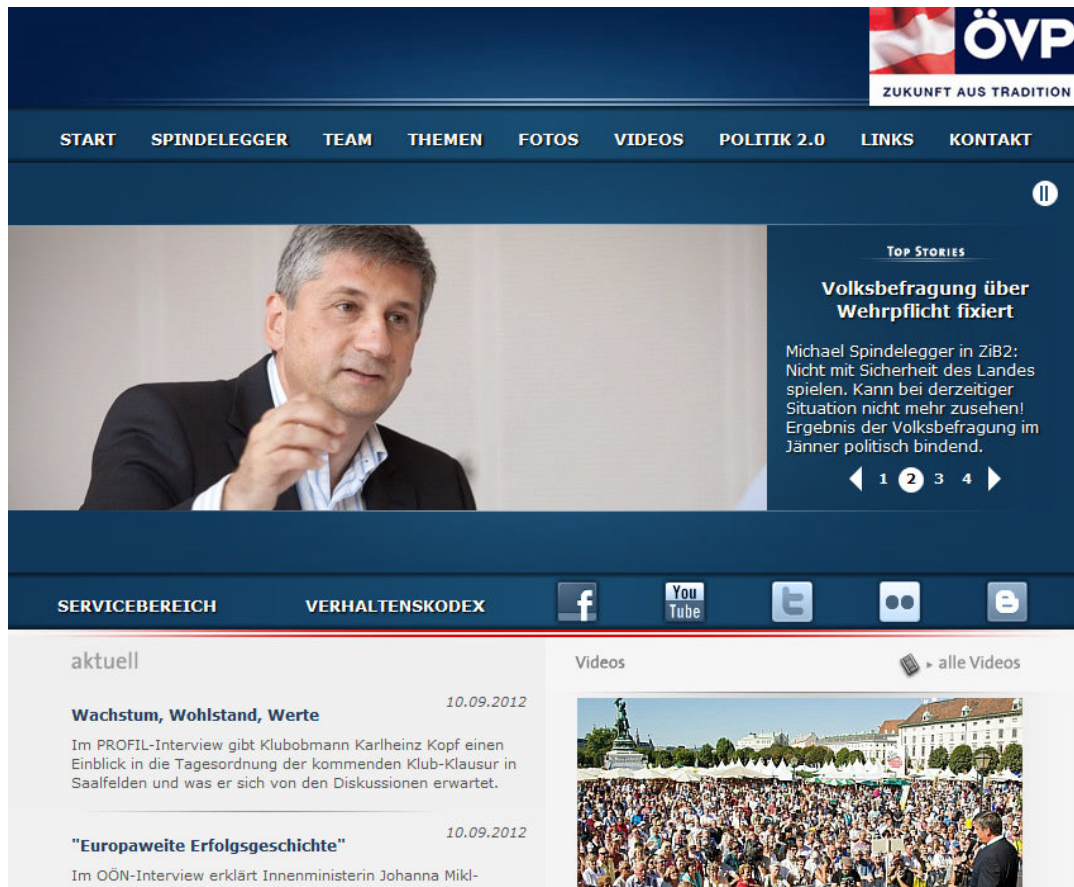 ÖVP
ZUKUNFT AUS TRADITION
START SPINDELEGGER TEAM THEMEN FOTOS VIDEOS POLITIK 2.0 LINKS KONTAKT
TOP STORIES
Volksbefragung über
Wehrpflicht fixiert
Michael Spindelegger in ZiB2:
Nicht mit Sicherheit des Landes
spielen. Kann bei derzeitiger
Situation nicht mehr zusehen!
Ergebnis der Volksbefragung im
Jänner politisch bindend.
1 2 3 4
SERVICEBEREICH VERHALTENSKODEX f You Tube t
aktuell
10.09.2012
Wachstum, Wohlstand, Werte
Im PROFIL-Interview gibt Klubobmann Karlheinz Kopf einen
Einblick in die Tagesordnung der kommenden Klub-Klausur in
Saalfelden und was er sich von den Diskussionen erwartet.
10.09.2012
"Europaweite Erfolgsgeschichte"
Im OÖN-Interview erklärt Innenministerin Johanna Mikl-
Videos
alle Videos